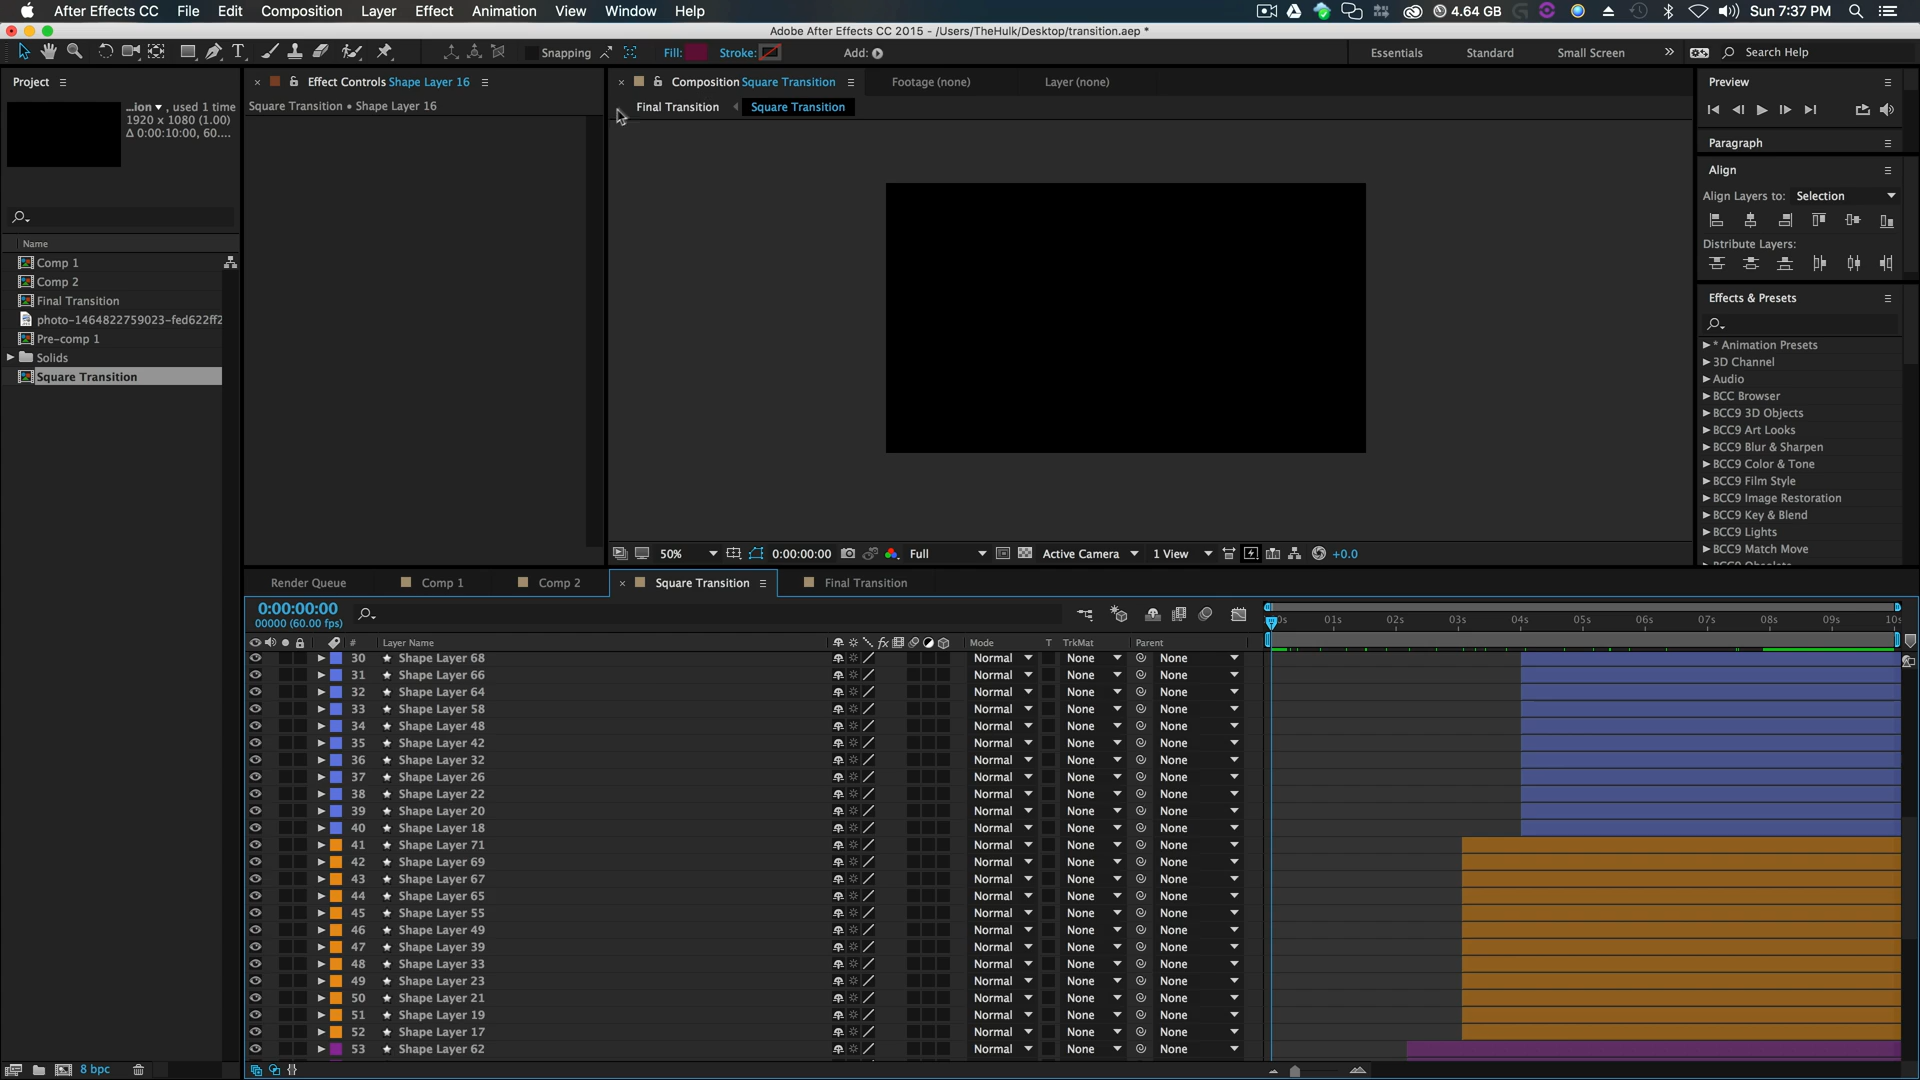 After Effects CC File Edit Composition Layer Effect Animation View Window Help 4.64 GB Sun 7:37 PM
Adobe After Effects CC 2015 - /Users/TheHulk/Desktop/transition.aep *
T Snapping Fill: Stroke: Add: Essentials Standard Small Screen » Search Help
Project Effect Controls Shape Layer 16 Composition Square Transition Footage (none) Layer (none) Preview
...ion , used 1 time
1920 x 1080 (1.00)
Δ 0:00:10:00, 60....
Square Transition • Shape Layer 16
Final Transition Square Transition
Paragraph
Align
Align Layers to: Selection
Distribute Layers:
Name
Comp 1
Comp 2
Final Transition
photo-1464822759023-fed622ff2
Pre-comp 1
Solids
Square Transition
Effects & Presets
* Animation Presets
3D Channel
Audio
BCC Browser
BCC9 3D Objects
BCC9 Art Looks
BCC9 Blur & Sharpen
BCC9 Color & Tone
BCC9 Film Style
BCC9 Image Restoration
BCC9 Key & Blend
BCC9 Lights
BCC9 Match Move
50% 0:00:00:00 Full Active Camera 1 View +0.0
Render Queue Comp 1 Comp 2 Square Transition Final Transition
0:00:00:00
00000 (60.00 fps)
0s 01s 02s 03s 04s 05s 06s 07s 08s 09s 10s
# Layer Name fx Mode T TrkMat Parent
30 Shape Layer 68 Normal None None
31 Shape Layer 66 Normal None None
32 Shape Layer 64 Normal None None
33 Shape Layer 58 Normal None None
34 Shape Layer 48 Normal None None
35 Shape Layer 42 Normal None None
36 Shape Layer 32 Normal None None
37 Shape Layer 26 Normal None None
38 Shape Layer 22 Normal None None
39 Shape Layer 20 Normal None None
40 Shape Layer 18 Normal None None
41 Shape Layer 71 Normal None None
42 Shape Layer 69 Normal None None
43 Shape Layer 67 Normal None None
44 Shape Layer 65 Normal None None
45 Shape Layer 55 Normal None None
46 Shape Layer 49 Normal None None
47 Shape Layer 39 Normal None None
48 Shape Layer 33 Normal None None
49 Shape Layer 23 Normal None None
50 Shape Layer 21 Normal None None
51 Shape Layer 19 Normal None None
52 Shape Layer 17 Normal None None
53 Shape Layer 62 Normal None None
8 bpc